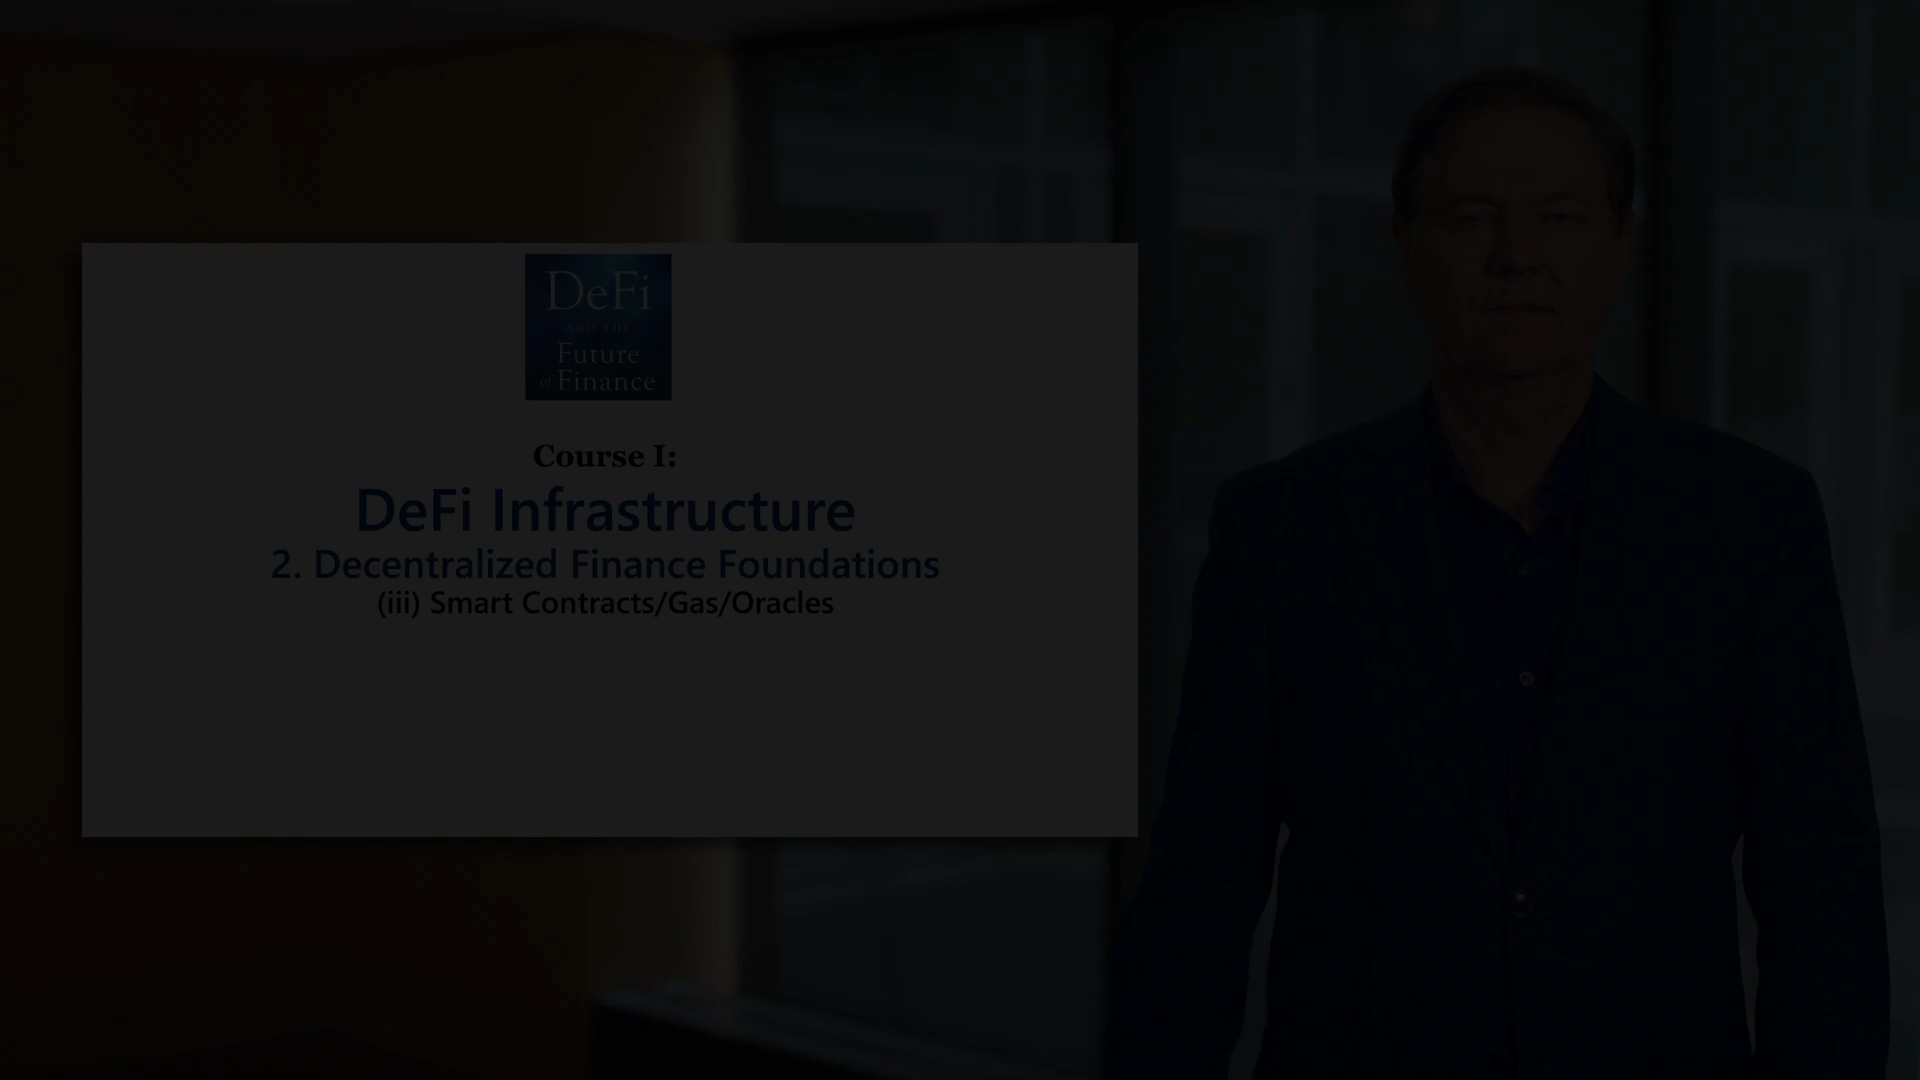 DeFi
AND THE
Future
of Finance
Course I:
DeFi Infrastructure
2. Decentralized Finance Foundations
(iii) Smart Contracts/Gas/Oracles